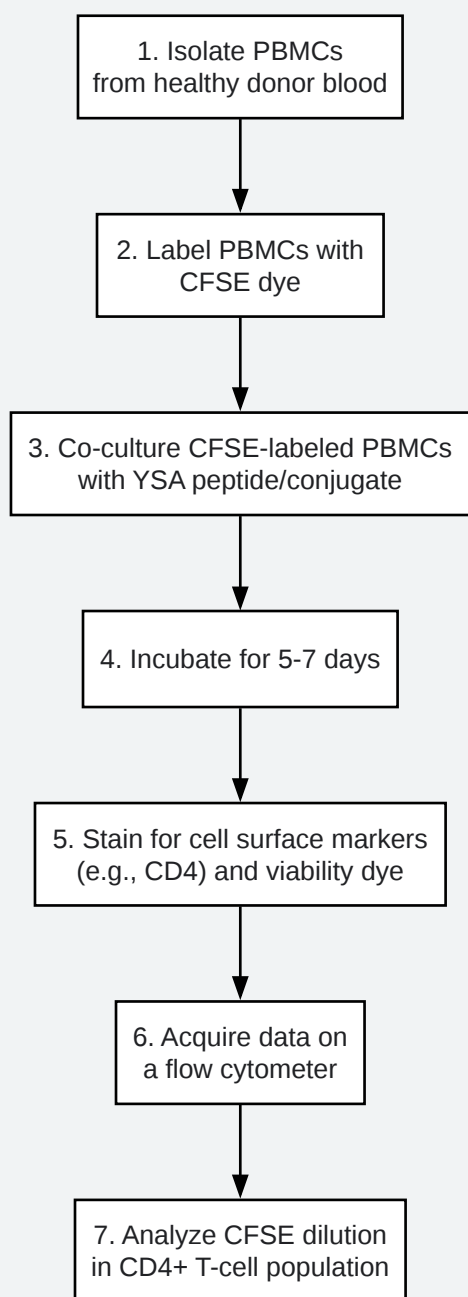 1. Isolate PBMCs
from healthy donor blood
2. Label PBMCs with
CFSE dye
3. Co-culture CFSE-labeled PBMCs
with YSA peptide/conjugate
4. Incubate for 5-7 days
5. Stain for cell surface markers
(e.g., CD4) and viability dye
6. Acquire data on
a flow cytometer
7. Analyze CFSE dilution
in CD4+ T-cell population